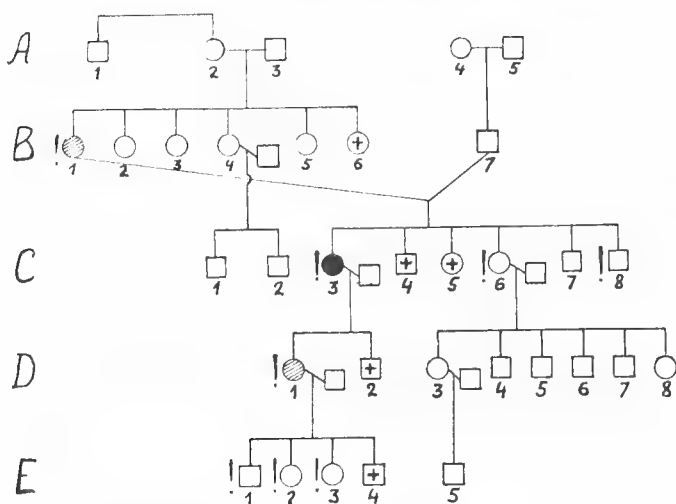 A 1 2 3 4 5
B ! 1 2 3 4 5 + 6 7
C 1 2 ! 3 + 4 + 5 ! 6 7 ! 8
D ! 1 + 2 3 4 5 6 7 8
E ! 1 ! 2 ! 3 + 4 5